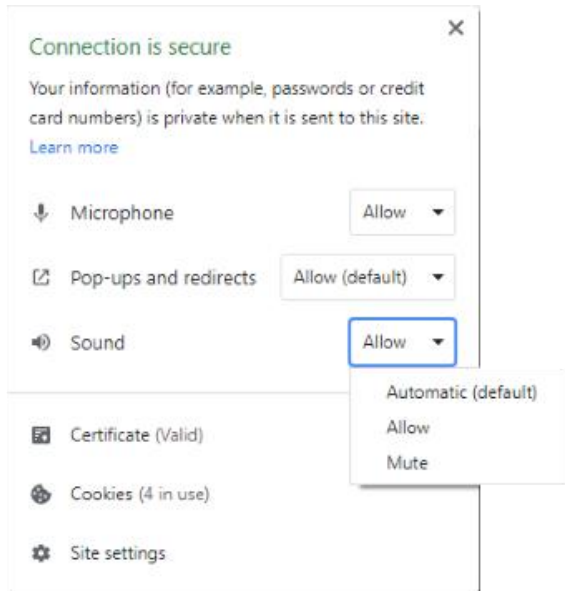 Connection is secure
Your information (for example, passwords or credit
card numbers) is private when it is sent to this site.
Learn more
Microphone Allow
Pop-ups and redirects Allow (default)
Sound Allow
Automatic (default)
Allow
Mute
Certificate (Valid)
Cookies (4 in use)
Site settings